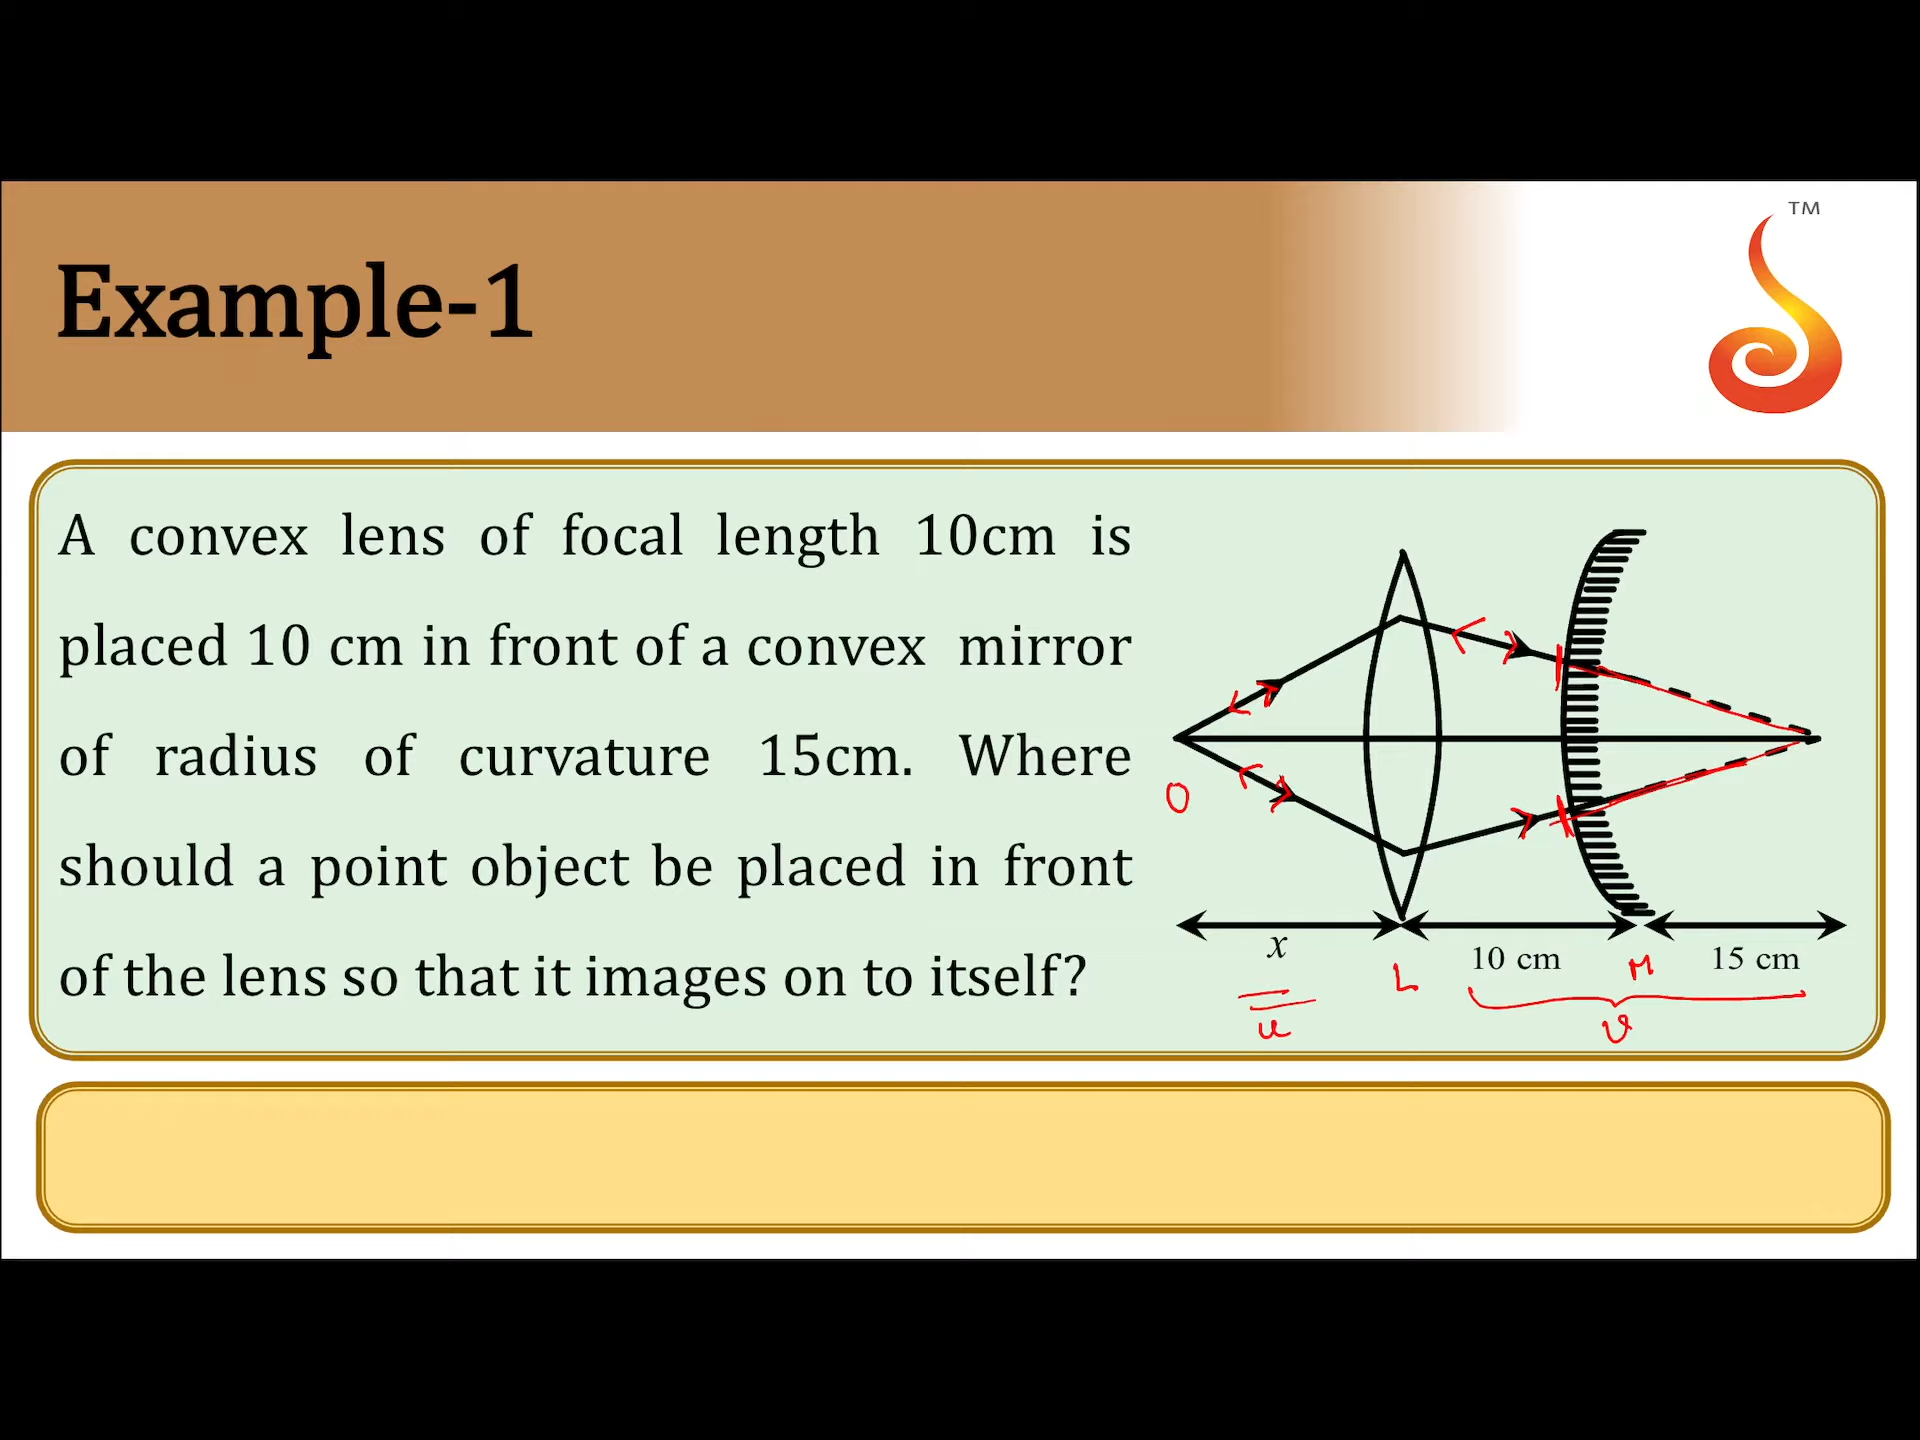 TM
Example-1
A convex lens of focal length 10cm is
placed 10 cm in front of a convex mirror
of radius of curvature 15cm. Where
should a point object be placed in front
of the lens so that it images on to itself?
O
x
10 cm
15 cm
L
M
u
v